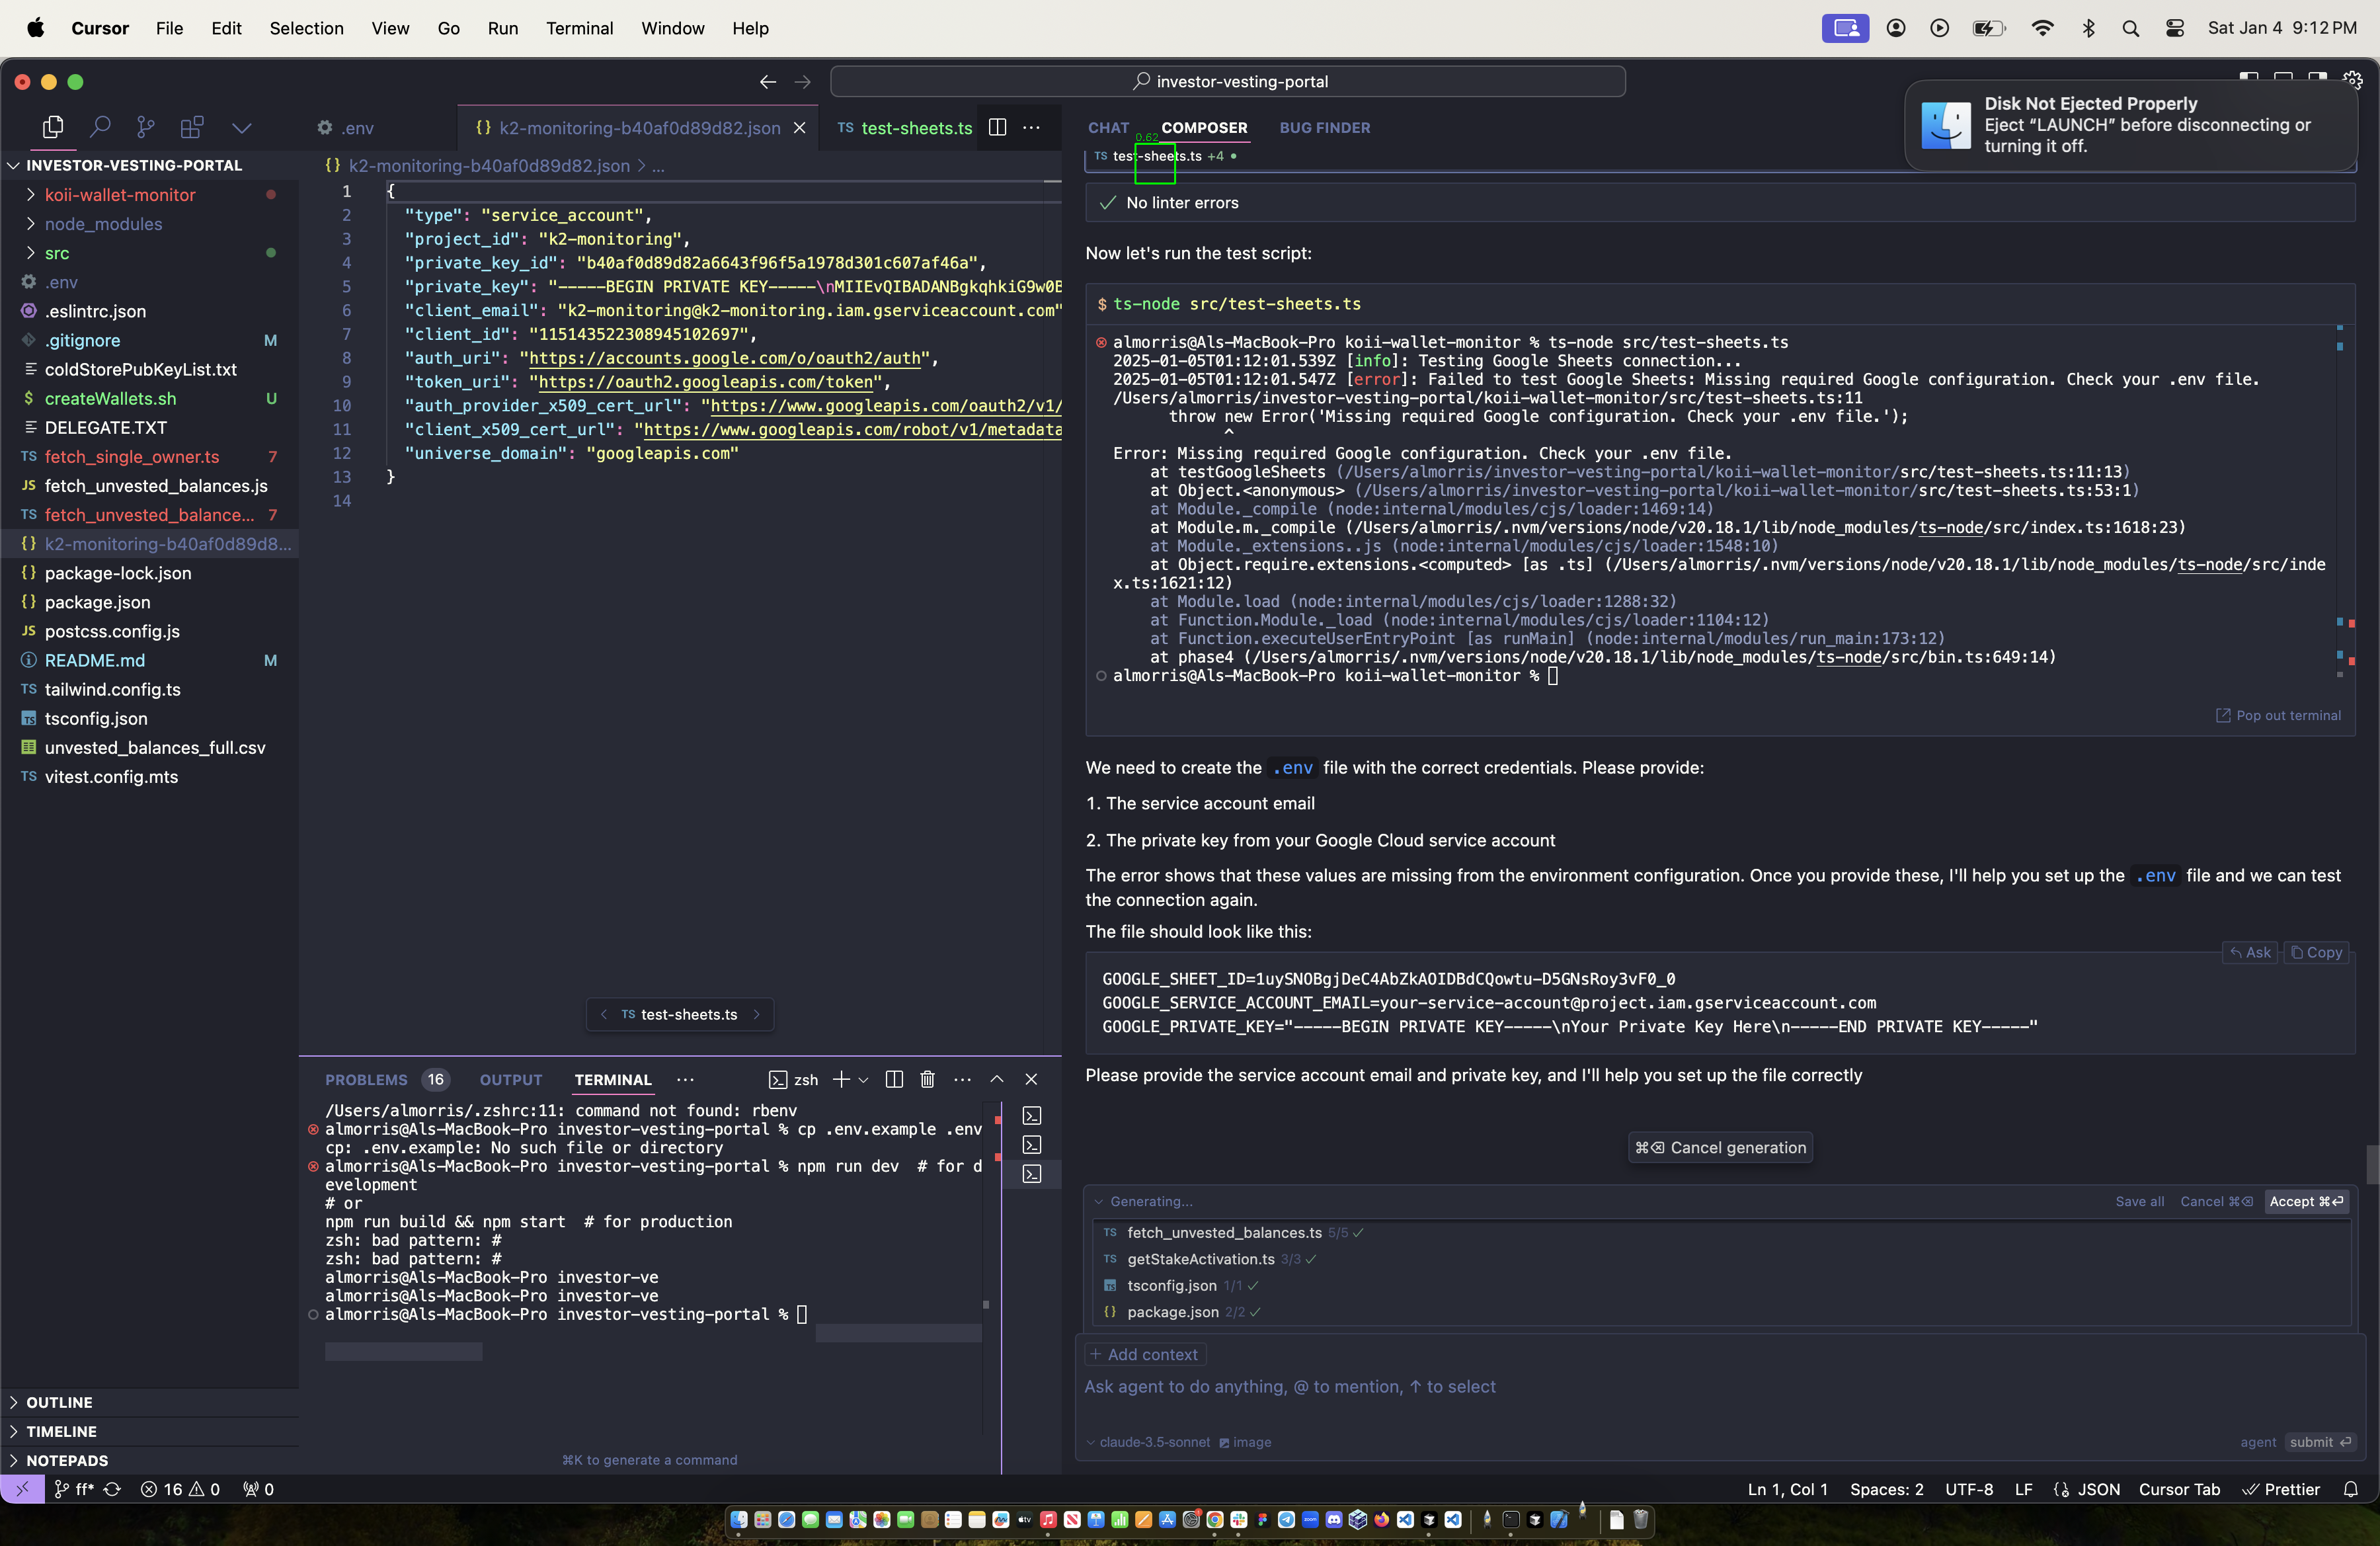 Cursor File Edit Selection View Go Run Terminal Window Help
Sat Jan 4 9:12 PM
investor-vesting-portal
Disk Not Ejected Properly
Eject “LAUNCH” before disconnecting or
turning it off.
INVESTOR-VESTING-PORTAL
koii-wallet-monitor
node_modules
src
.env
.eslintrc.json
.gitignore M
coldStorePubKeyList.txt
createWallets.sh U
DELEGATE.TXT
TS fetch_single_owner.ts 7
JS fetch_unvested_balances.js
TS fetch_unvested_balance... 7
{} k2-monitoring-b40af0d89d8...
{} package-lock.json
{} package.json
JS postcss.config.js
README.md M
TS tailwind.config.ts
TS tsconfig.json
unvested_balances_full.csv
TS vitest.config.mts
OUTLINE
TIMELINE
NOTEPADS
.env
{} k2-monitoring-b40af0d89d82.json
TS test-sheets.ts
{} k2-monitoring-b40af0d89d82.json > ...
1 {
2 "type": "service_account",
3 "project_id": "k2-monitoring",
4 "private_key_id": "b40af0d89d82a6643f96f5a1978d301c607af46a",
5 "private_key": "-----BEGIN PRIVATE KEY-----\nMIIEvQIBADANBgkqhkiG9w0B
6 "client_email": "k2-monitoring@k2-monitoring.iam.gserviceaccount.com"
7 "client_id": "115143522308945102697",
8 "auth_uri": "https://accounts.google.com/o/oauth2/auth",
9 "token_uri": "https://oauth2.googleapis.com/token",
10 "auth_provider_x509_cert_url": "https://www.googleapis.com/oauth2/v1/
11 "client_x509_cert_url": "https://www.googleapis.com/robot/v1/metadata
12 "universe_domain": "googleapis.com"
13 }
14
< TS test-sheets.ts >
PROBLEMS 16 OUTPUT TERMINAL ... zsh
/Users/almorris/.zshrc:11: command not found: rbenv
almorris@Als-MacBook-Pro investor-vesting-portal % cp .env.example .env
cp: .env.example: No such file or directory
almorris@Als-MacBook-Pro investor-vesting-portal % npm run dev # for d
evelopment
# or
npm run build && npm start # for production
zsh: bad pattern: #
zsh: bad pattern: #
almorris@Als-MacBook-Pro investor-ve
almorris@Als-MacBook-Pro investor-ve
almorris@Als-MacBook-Pro investor-vesting-portal %
⌘K to generate a command
CHAT COMPOSER BUG FINDER
0.62
TS test-sheets.ts +4 •
No linter errors
Now let's run the test script:
$ ts-node src/test-sheets.ts
almorris@Als-MacBook-Pro koii-wallet-monitor % ts-node src/test-sheets.ts
2025-01-05T01:12:01.539Z [info]: Testing Google Sheets connection...
2025-01-05T01:12:01.547Z [error]: Failed to test Google Sheets: Missing required Google configuration. Check your .env file.
/Users/almorris/investor-vesting-portal/koii-wallet-monitor/src/test-sheets.ts:11
throw new Error('Missing required Google configuration. Check your .env file.');
^
Error: Missing required Google configuration. Check your .env file.
at testGoogleSheets (/Users/almorris/investor-vesting-portal/koii-wallet-monitor/src/test-sheets.ts:11:13)
at Object.<anonymous> (/Users/almorris/investor-vesting-portal/koii-wallet-monitor/src/test-sheets.ts:53:1)
at Module._compile (node:internal/modules/cjs/loader:1469:14)
at Module.m._compile (/Users/almorris/.nvm/versions/node/v20.18.1/lib/node_modules/ts-node/src/index.ts:1618:23)
at Module._extensions..js (node:internal/modules/cjs/loader:1548:10)
at Object.require.extensions.<computed> [as .ts] (/Users/almorris/.nvm/versions/node/v20.18.1/lib/node_modules/ts-node/src/inde
x.ts:1621:12)
at Module.load (node:internal/modules/cjs/loader:1288:32)
at Function.Module._load (node:internal/modules/cjs/loader:1104:12)
at Function.executeUserEntryPoint [as runMain] (node:internal/modules/run_main:173:12)
at phase4 (/Users/almorris/.nvm/versions/node/v20.18.1/lib/node_modules/ts-node/src/bin.ts:649:14)
almorris@Als-MacBook-Pro koii-wallet-monitor %
Pop out terminal
We need to create the .env file with the correct credentials. Please provide:
1. The service account email
2. The private key from your Google Cloud service account
The error shows that these values are missing from the environment configuration. Once you provide these, I'll help you set up the .env file and we can test
the connection again.
The file should look like this:
Ask Copy
GOOGLE_SHEET_ID=1uySNOBgjDeC4AbZkAOIDBdCQowtu-D5GNsRoy3vF0_0
GOOGLE_SERVICE_ACCOUNT_EMAIL=your-service-account@project.iam.gserviceaccount.com
GOOGLE_PRIVATE_KEY="-----BEGIN PRIVATE KEY-----\nYour Private Key Here\n-----END PRIVATE KEY-----"
Please provide the service account email and private key, and I'll help you set up the file correctly
⌘⌫ Cancel generation
Generating... Save all Cancel ⌘⌫ Accept ⌘⏎
TS fetch_unvested_balances.ts 5/5 ✓
TS getStakeActivation.ts 3/3 ✓
TS tsconfig.json 1/1 ✓
{} package.json 2/2 ✓
+ Add context
Ask agent to do anything, @ to mention, ↑ to select
claude-3.5-sonnet image agent submit ⏎
ff* 16 0 0 Ln 1, Col 1 Spaces: 2 UTF-8 LF JSON Cursor Tab Prettier